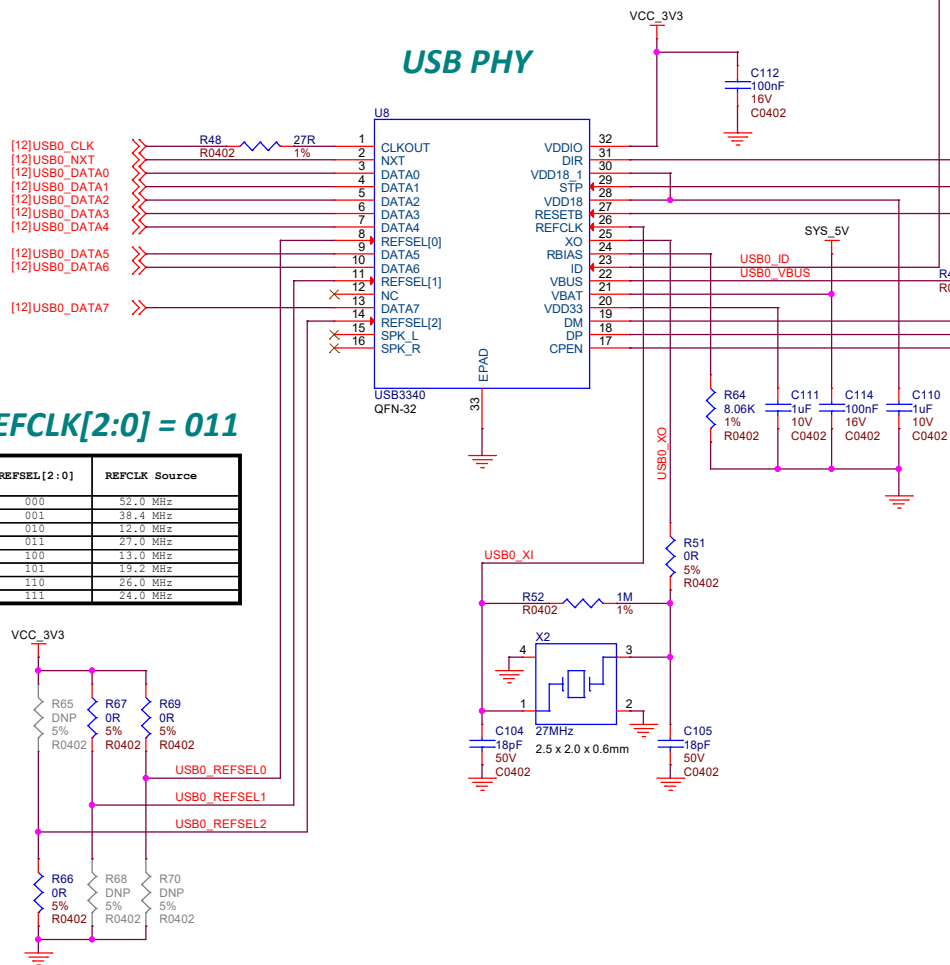 VCC_3V3
USB PHY
C112
100nF
16V
C0402
U8
[12]USB0_CLK
[12]USB0_NXT
[12]USB0_DATA0
[12]USB0_DATA1
[12]USB0_DATA2
[12]USB0_DATA3
[12]USB0_DATA4
[12]USB0_DATA5
[12]USB0_DATA6
[12]USB0_DATA7
R48 27R
R0402 1%
1 CLKOUT
2 NXT
3 DATA0
4 DATA1
5 DATA2
6 DATA3
7 DATA4
8 REFSEL[0]
9 DATA5
10 DATA6
11 REFSEL[1]
12 NC
13 DATA7
14 REFSEL[2]
15 SPK_L
16 SPK_R
VDDIO 32
DIR 31
VDD18_1 30
STP 29
VDD18 28
RESETB 27
REFCLK 26
XO 25
RBIAS 24
ID 23
VBUS 22
VBAT 21
VDD33 20
DM 19
DP 18
CPEN 17
EPAD
33
USB3340
QFN-32
SYS_5V
USB0_ID
USB0_VBUS
R64
8.06K
1%
R0402
C111
1uF
10V
C0402
C114
100nF
16V
C0402
C110
1uF
10V
C0402
EFCLK[2:0] = 011
REFSEL[2:0] REFCLK Source
000 52.0 MHz
001 38.4 MHz
010 12.0 MHz
011 27.0 MHz
100 13.0 MHz
101 19.2 MHz
110 26.0 MHz
111 24.0 MHz
USB0_XO
USB0_XI
R51
0R
5%
R0402
R52 1M
R0402 1%
X2
4 3
1 2
27MHz
2.5 x 2.0 x 0.6mm
C104
18pF
50V
C0402
C105
18pF
50V
C0402
VCC_3V3
R65
DNP
5%
R0402
R67
0R
5%
R0402
R69
0R
5%
R0402
USB0_REFSEL0
USB0_REFSEL1
USB0_REFSEL2
R66
0R
5%
R0402
R68
DNP
5%
R0402
R70
DNP
5%
R0402